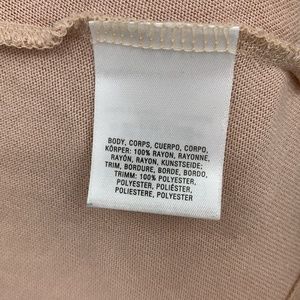 BODY, CORPS, CUERPO, CORPO,
KÖRPER: 100% RAYON, RAYONNE,
RAYÓN, RAYON, KUNSTSEIDE;
TRIM, BORDURE, BORDE, BORDO,
TRIMM: 100% POLYESTER,
POLYESTER, POLIÉSTER,
POLIESTERE, POLYESTER